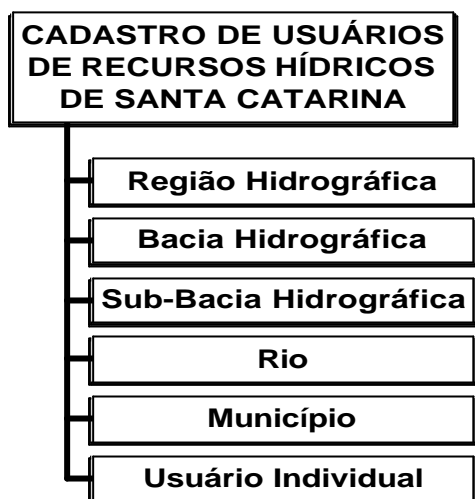 CADASTRO DE USUÁRIOS
DE RECURSOS HÍDRICOS
DE SANTA CATARINA
Região Hidrográfica
Bacia Hidrográfica
Sub-Bacia Hidrográfica
Rio
Município
Usuário Individual